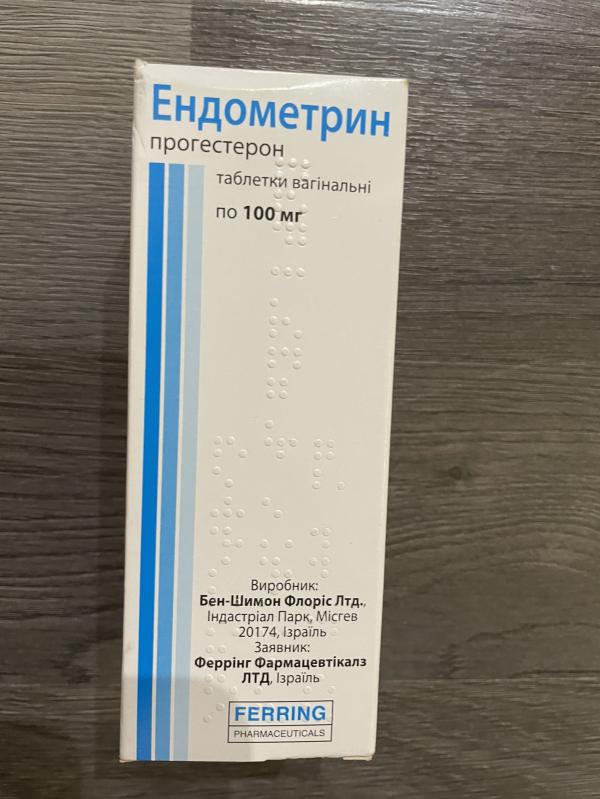 Ендометрин
прогестерон
таблетки вагінальні
по 100 мг
Виробник:
Бен-Шимон Флоріс Лтд.,
Індастріал Парк, Місгев
20174, Ізраїль
Заявник:
Феррінг Фармацевтікалз
ЛТД, Ізраїль
FERRING
PHARMACEUTICALS